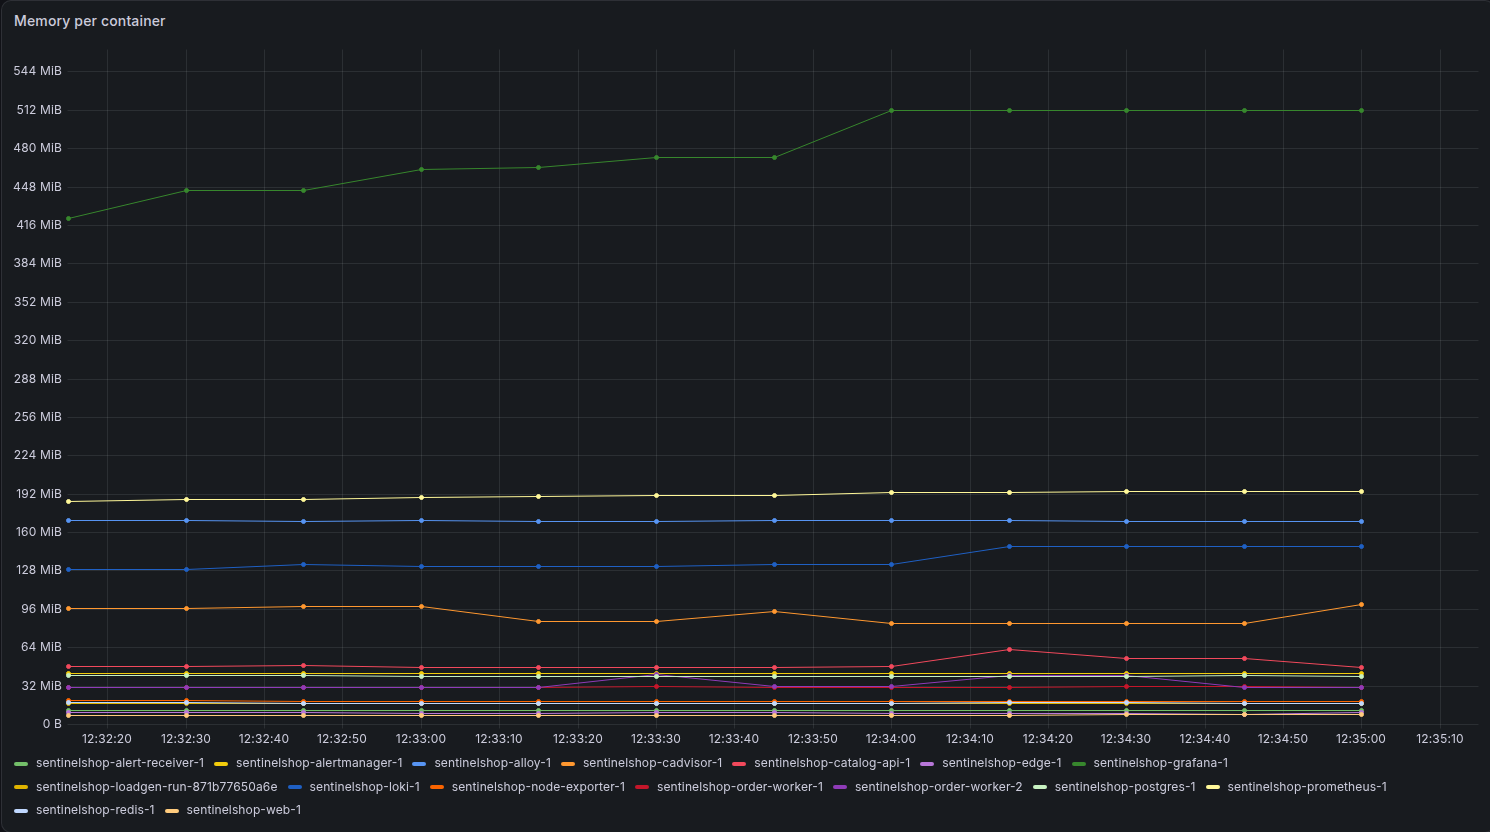 Memory per container
544 MiB
512 MiB
480 MiB
448 MiB
416 MiB
384 MiB
352 MiB
320 MiB
288 MiB
256 MiB
224 MiB
192 MiB
160 MiB
128 MiB
96 MiB
64 MiB
32 MiB
0 B
12:32:20 12:32:30 12:32:40 12:32:50 12:33:00 12:33:10 12:33:20 12:33:30 12:33:40 12:33:50 12:34:00 12:34:10 12:34:20 12:34:30 12:34:40 12:34:50 12:35:00 12:35:10
sentinelshop-alert-receiver-1 sentinelshop-alertmanager-1 sentinelshop-alloy-1 sentinelshop-cadvisor-1 sentinelshop-catalog-api-1 sentinelshop-edge-1 sentinelshop-grafana-1
sentinelshop-loadgen-run-871b77650a6e sentinelshop-loki-1 sentinelshop-node-exporter-1 sentinelshop-order-worker-1 sentinelshop-order-worker-2 sentinelshop-postgres-1 sentinelshop-prometheus-1
sentinelshop-redis-1 sentinelshop-web-1